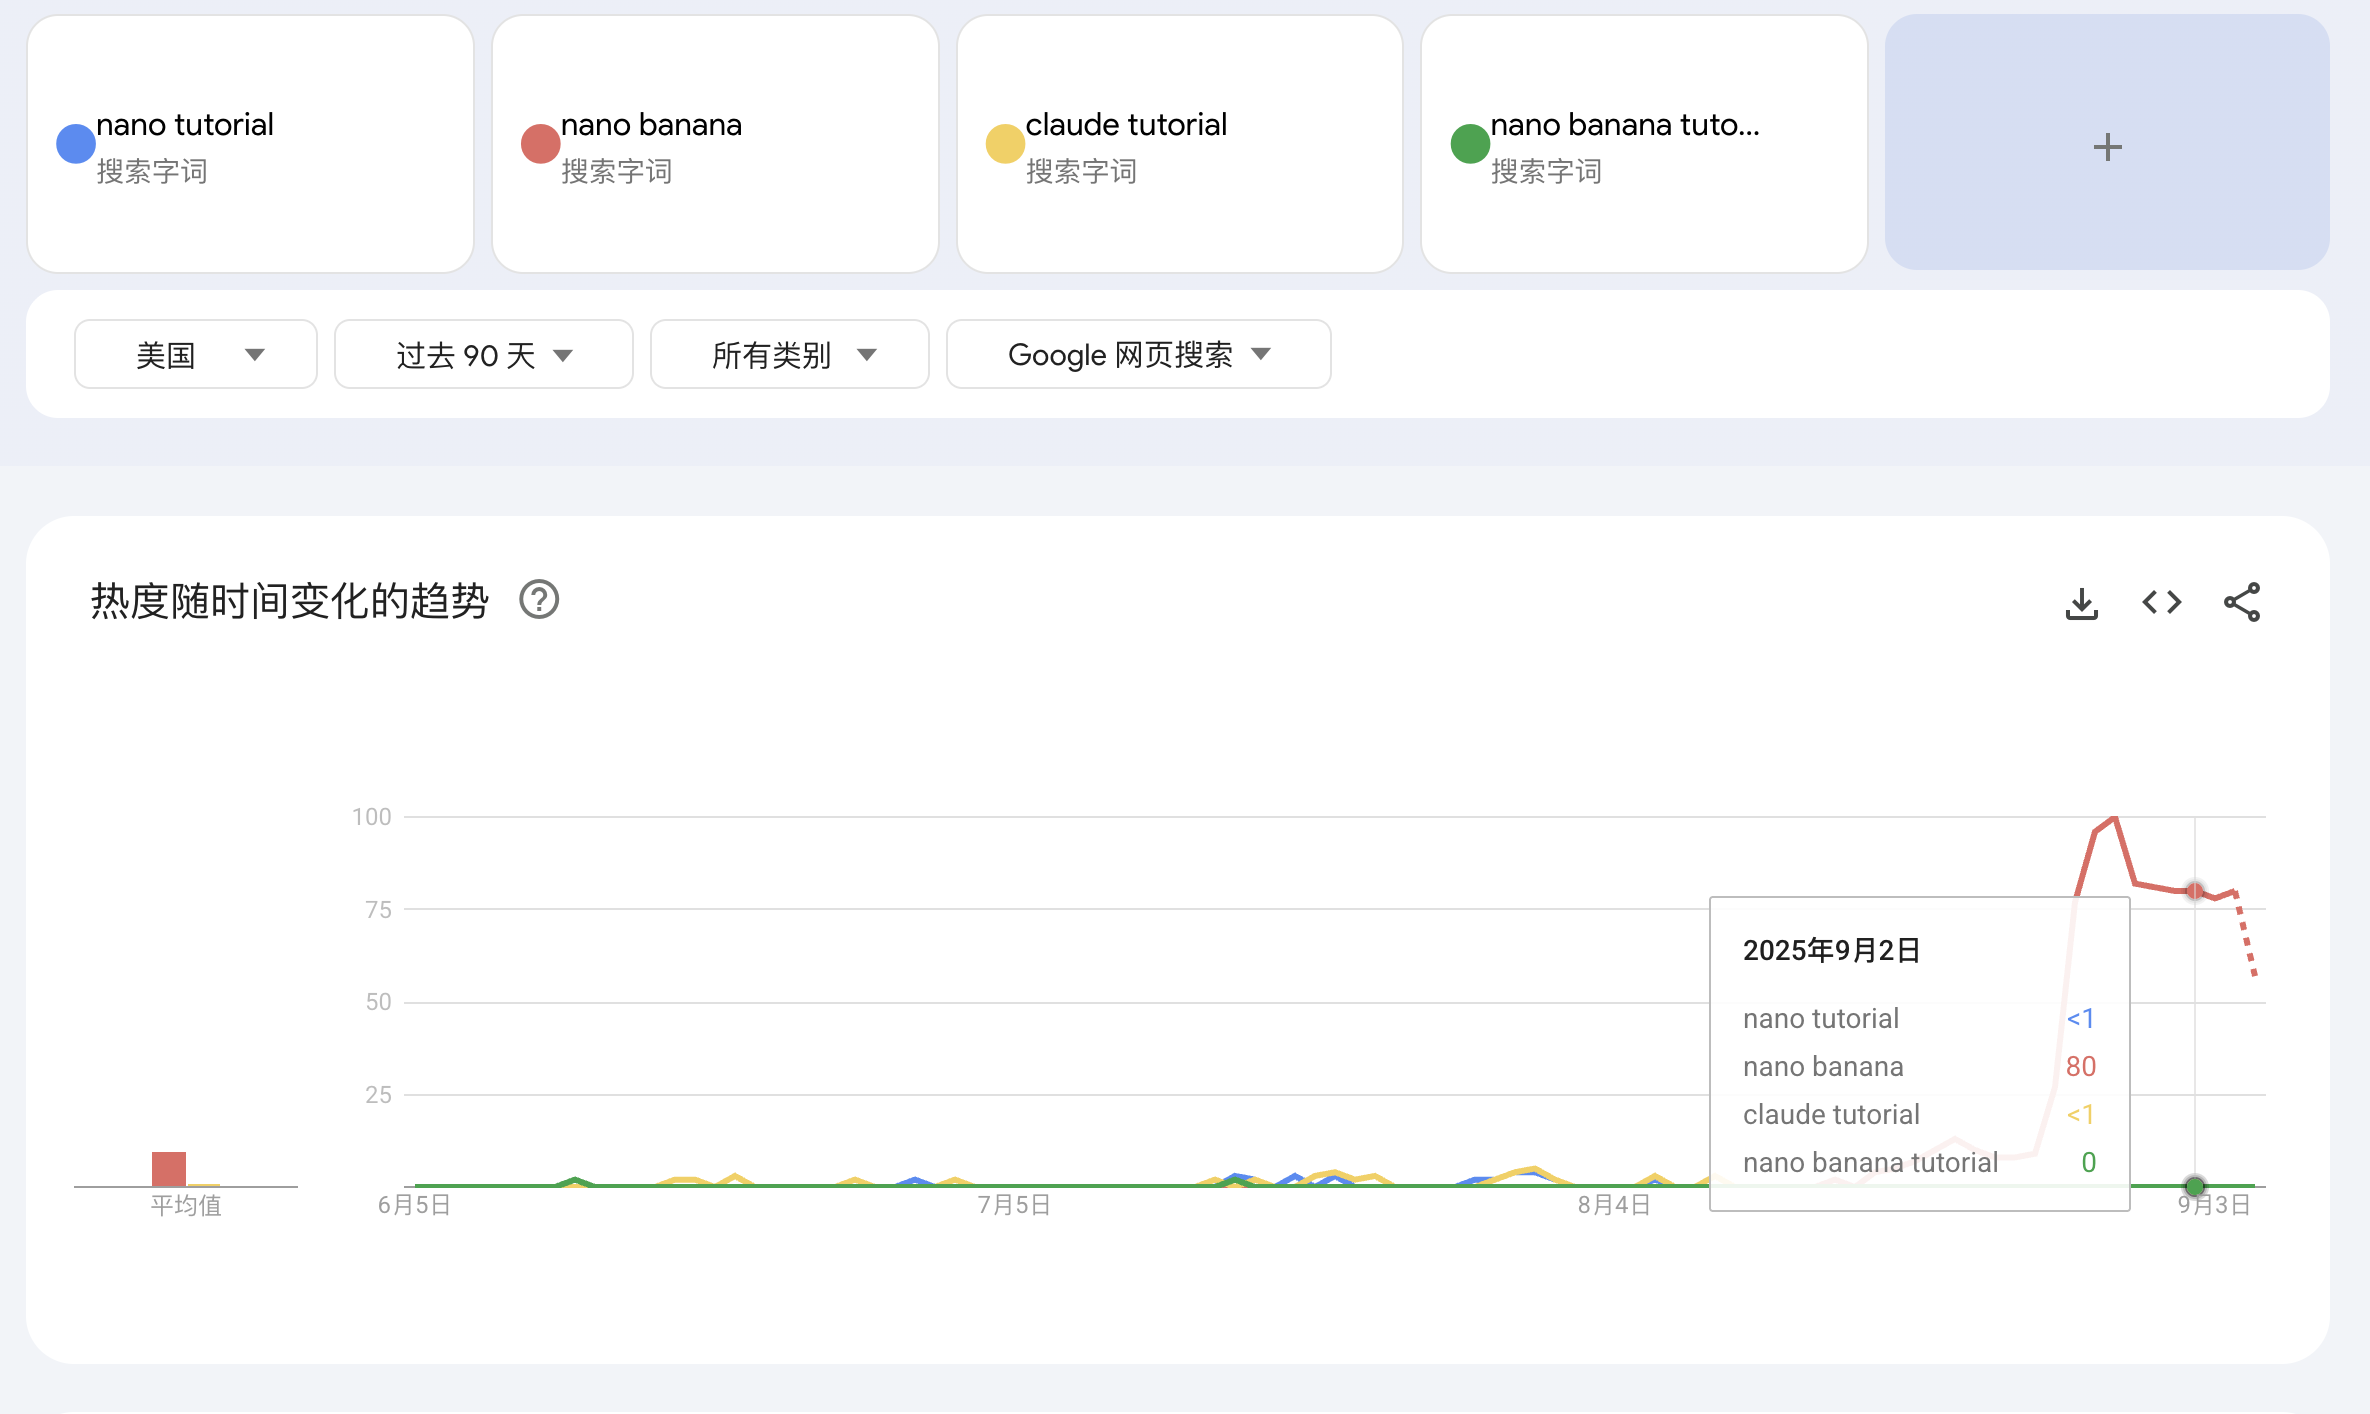 nano tutorial
搜索字词
nano banana
搜索字词
claude tutorial
搜索字词
nano banana tuto...
搜索字词
+
美国
过去 90 天
所有类别
Google 网页搜索
热度随时间变化的趋势
?
100
75
50
25
平均值
6月5日
7月5日
8月4日
9月3日
2025年9月2日
nano tutorial <1
nano banana 80
claude tutorial <1
nano banana tutorial 0